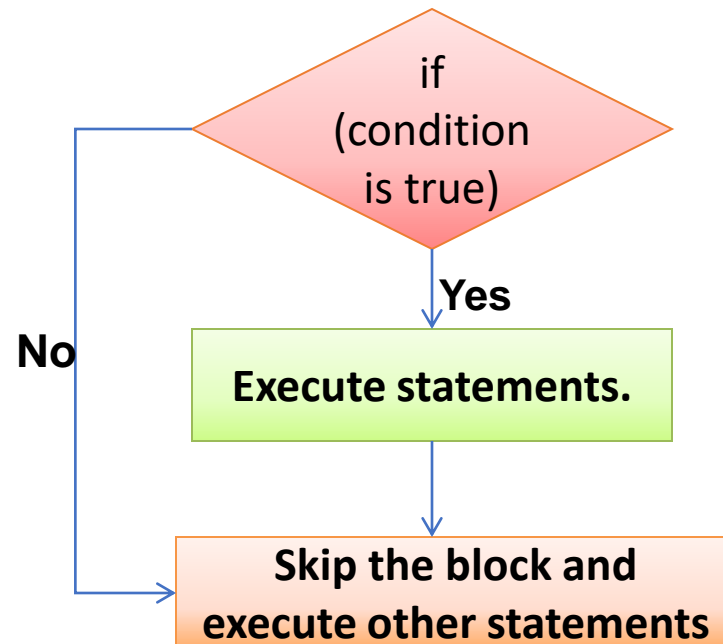 if
(condition
is true)
Yes
No
Execute statements.
Skip the block and
execute other statements